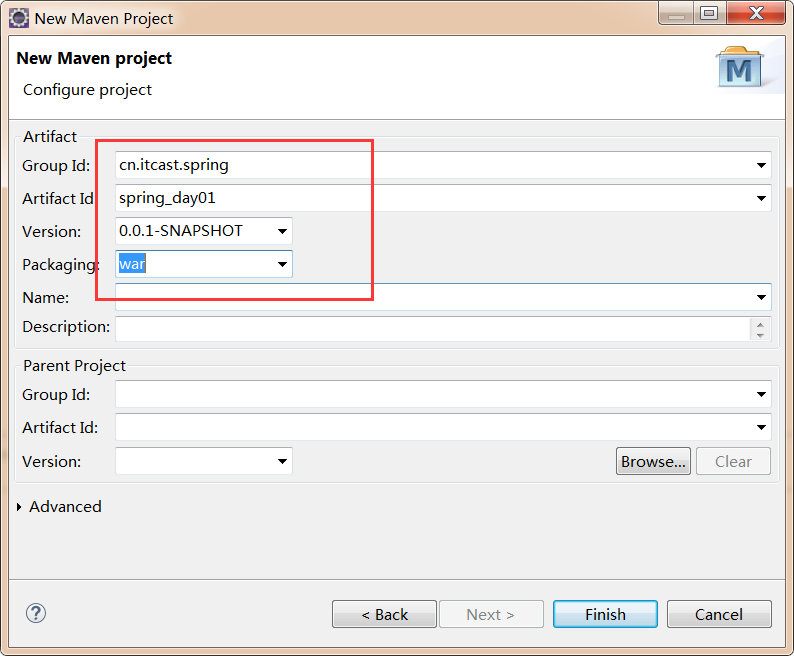 New Maven Project
New Maven project
Configure project
M
Artifact
Group Id: cn.itcast.spring
Artifact Id spring_day01
Version: 0.0.1-SNAPSHOT
Packaging: war
Name:
Description:
Parent Project
Group Id:
Artifact Id:
Version: Browse... Clear
Advanced
? < Back Next > Finish Cancel